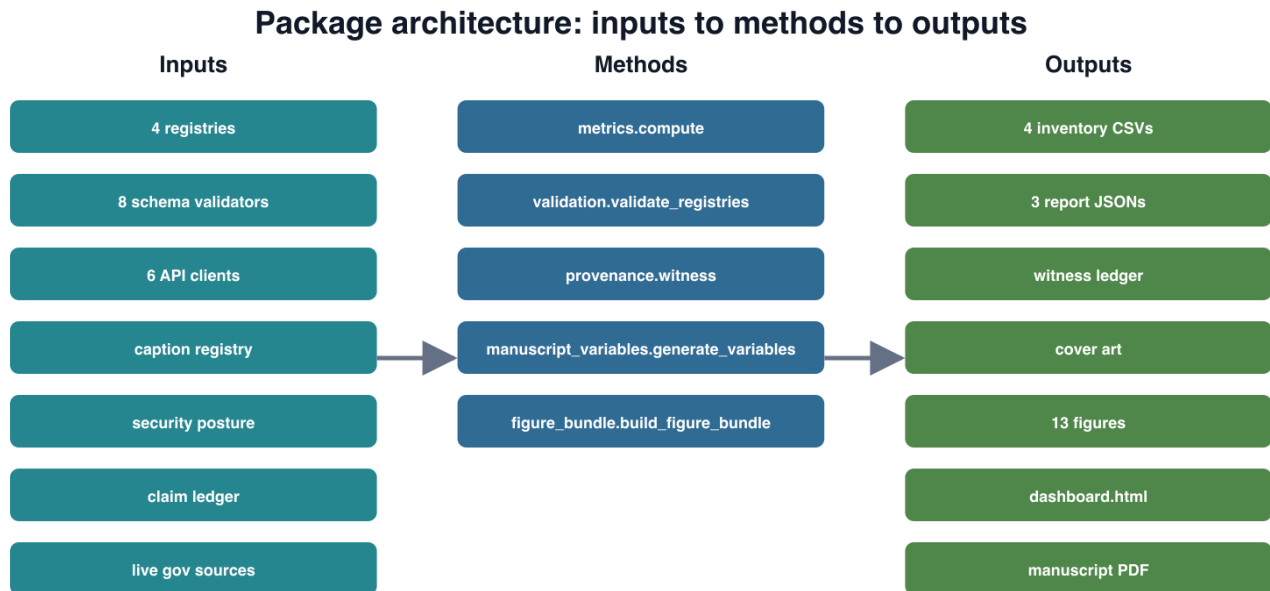 Package architecture: inputs to methods to outputs
Inputs
4 registries
8 schema validators
6 API clients
caption registry
security posture
claim ledger
live gov sources
Methods
metrics.compute
validation.validate_registries
provenance.witness
manuscript_variables.generate_variables
figure_bundle.build_figure_bundle
Outputs
4 inventory CSVs
3 report JSONs
witness ledger
cover art
13 figures
dashboard.html
manuscript PDF